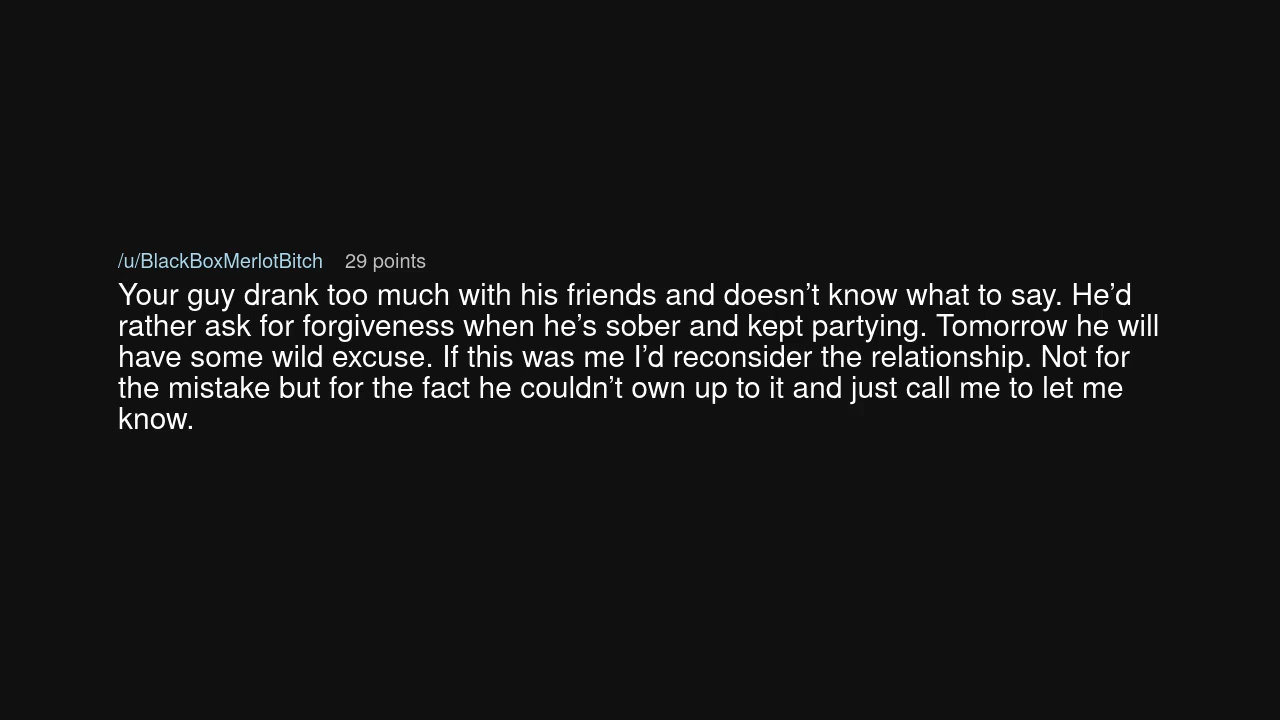 /u/BlackBoxMerlotBitch 29 points
Your guy drank too much with his friends and doesn’t know what to say. He’d
rather ask for forgiveness when he’s sober and kept partying. Tomorrow he will
have some wild excuse. If this was me I’d reconsider the relationship. Not for
the mistake but for the fact he couldn’t own up to it and just call me to let me
know.